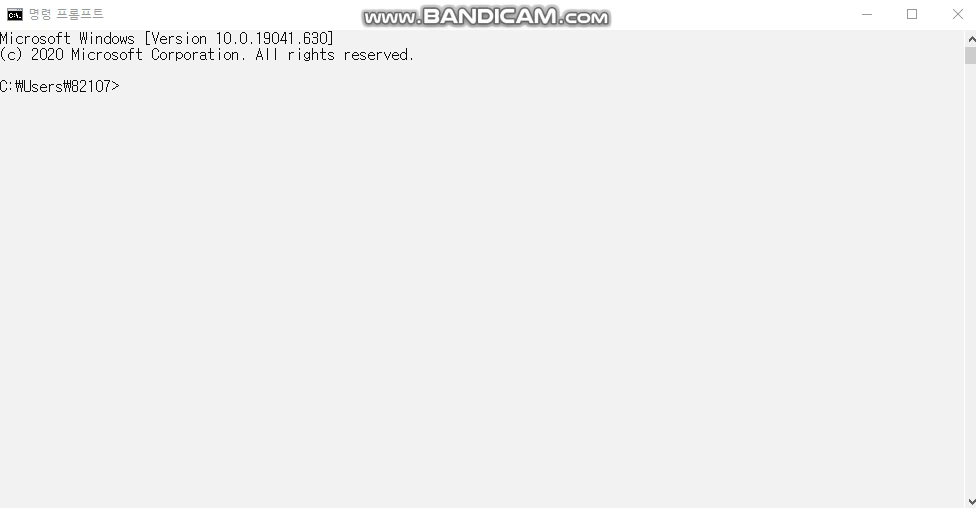 명령 프롬프트
www.BANDICAM.com
Microsoft Windows [Version 10.0.19041.630]
(c) 2020 Microsoft Corporation. All rights reserved.
C:₩Users₩82107>